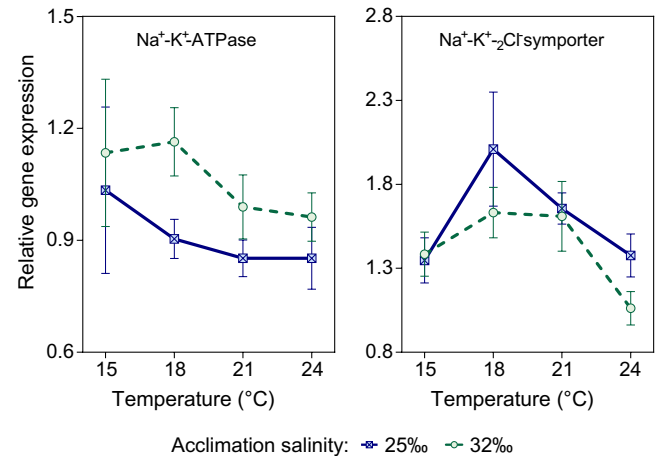 Na⁺-K⁺-ATPase
1.5
1.2
0.9
0.6
Relative gene expression
15 18 21 24
Temperature (°C)
Na⁺-K⁺-₂Cl⁻symporter
2.8
2.3
1.8
1.3
0.8
15 18 21 24
Temperature (°C)
Acclimation salinity: 25‰ 32‰